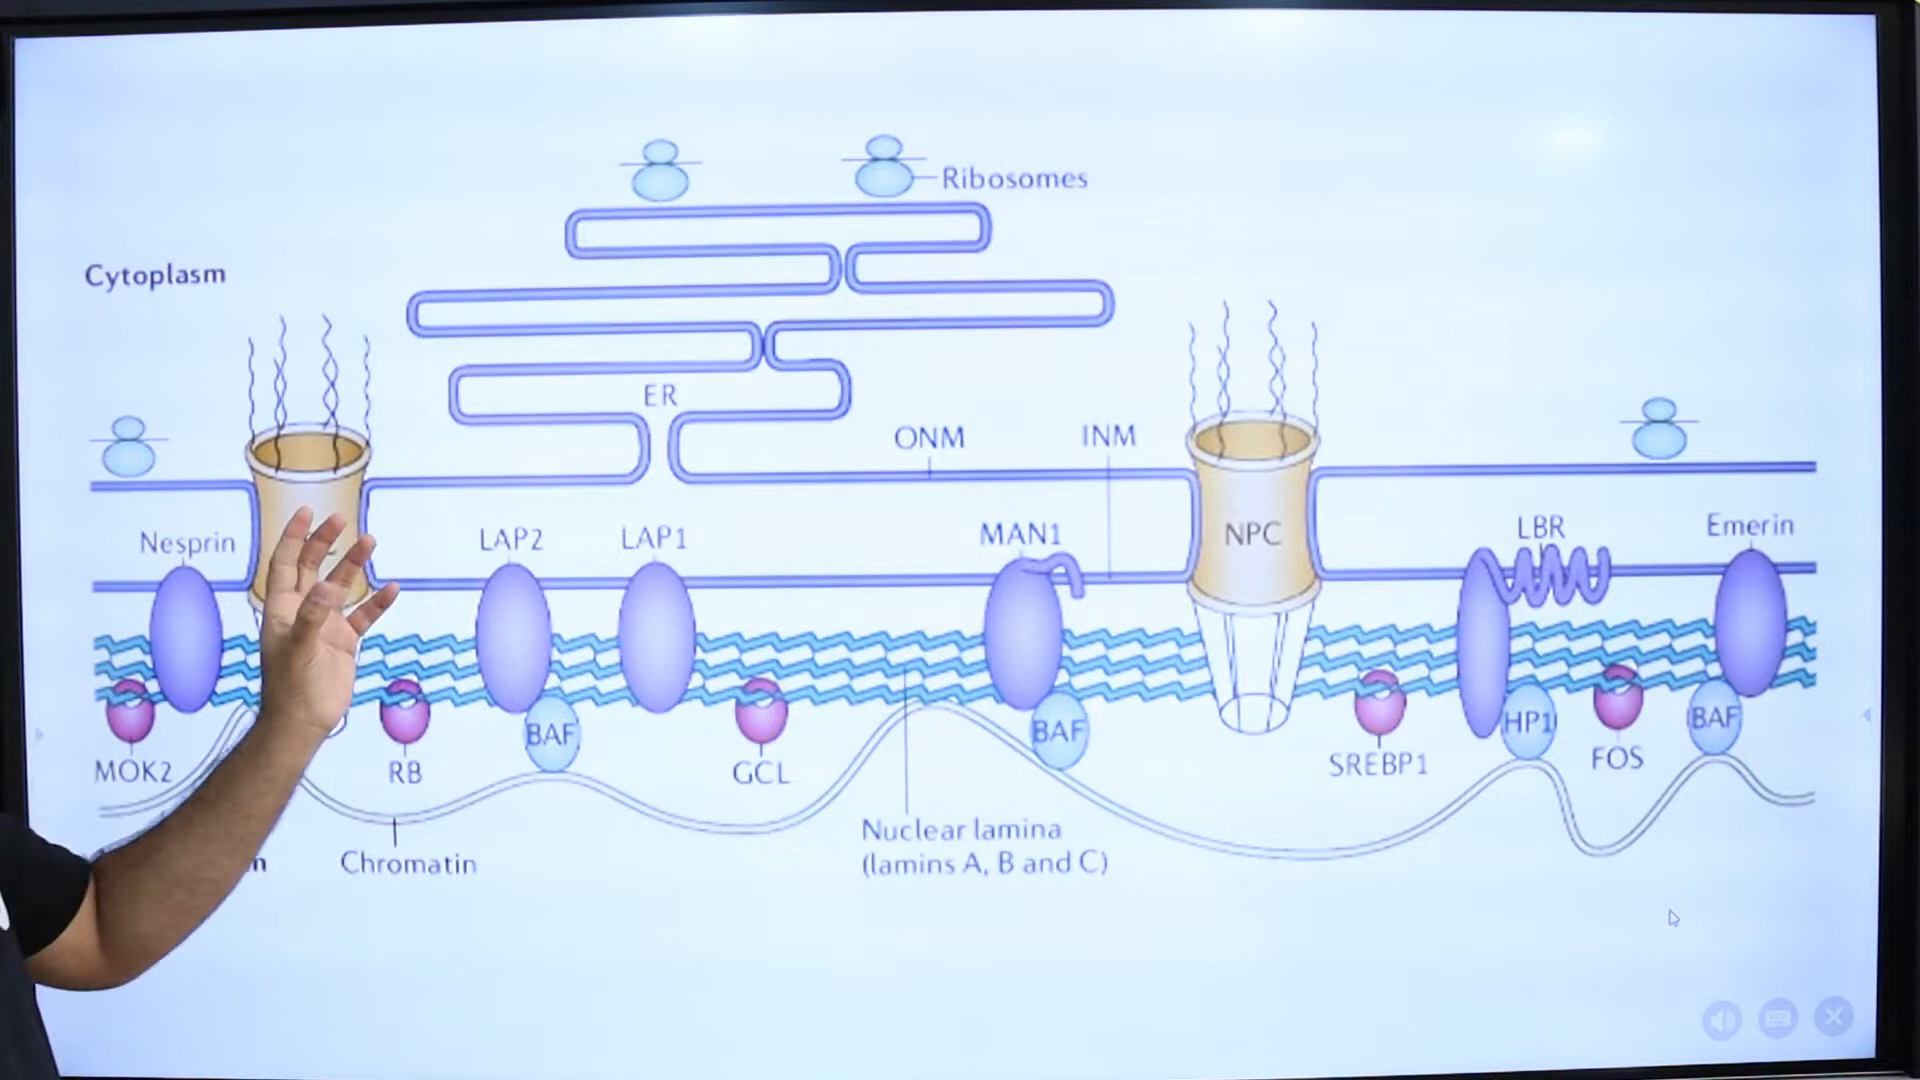 Ribosomes
Cytoplasm
ER
ONM
INM
Nesprin
LAP2
LAP1
MAN1
NPC
LBR
Emerin
MOK2
RB
BAF
GCL
BAF
SREBP1
HP1
FOS
BAF
Chromatin
Nuclear lamina
(lamins A, B and C)